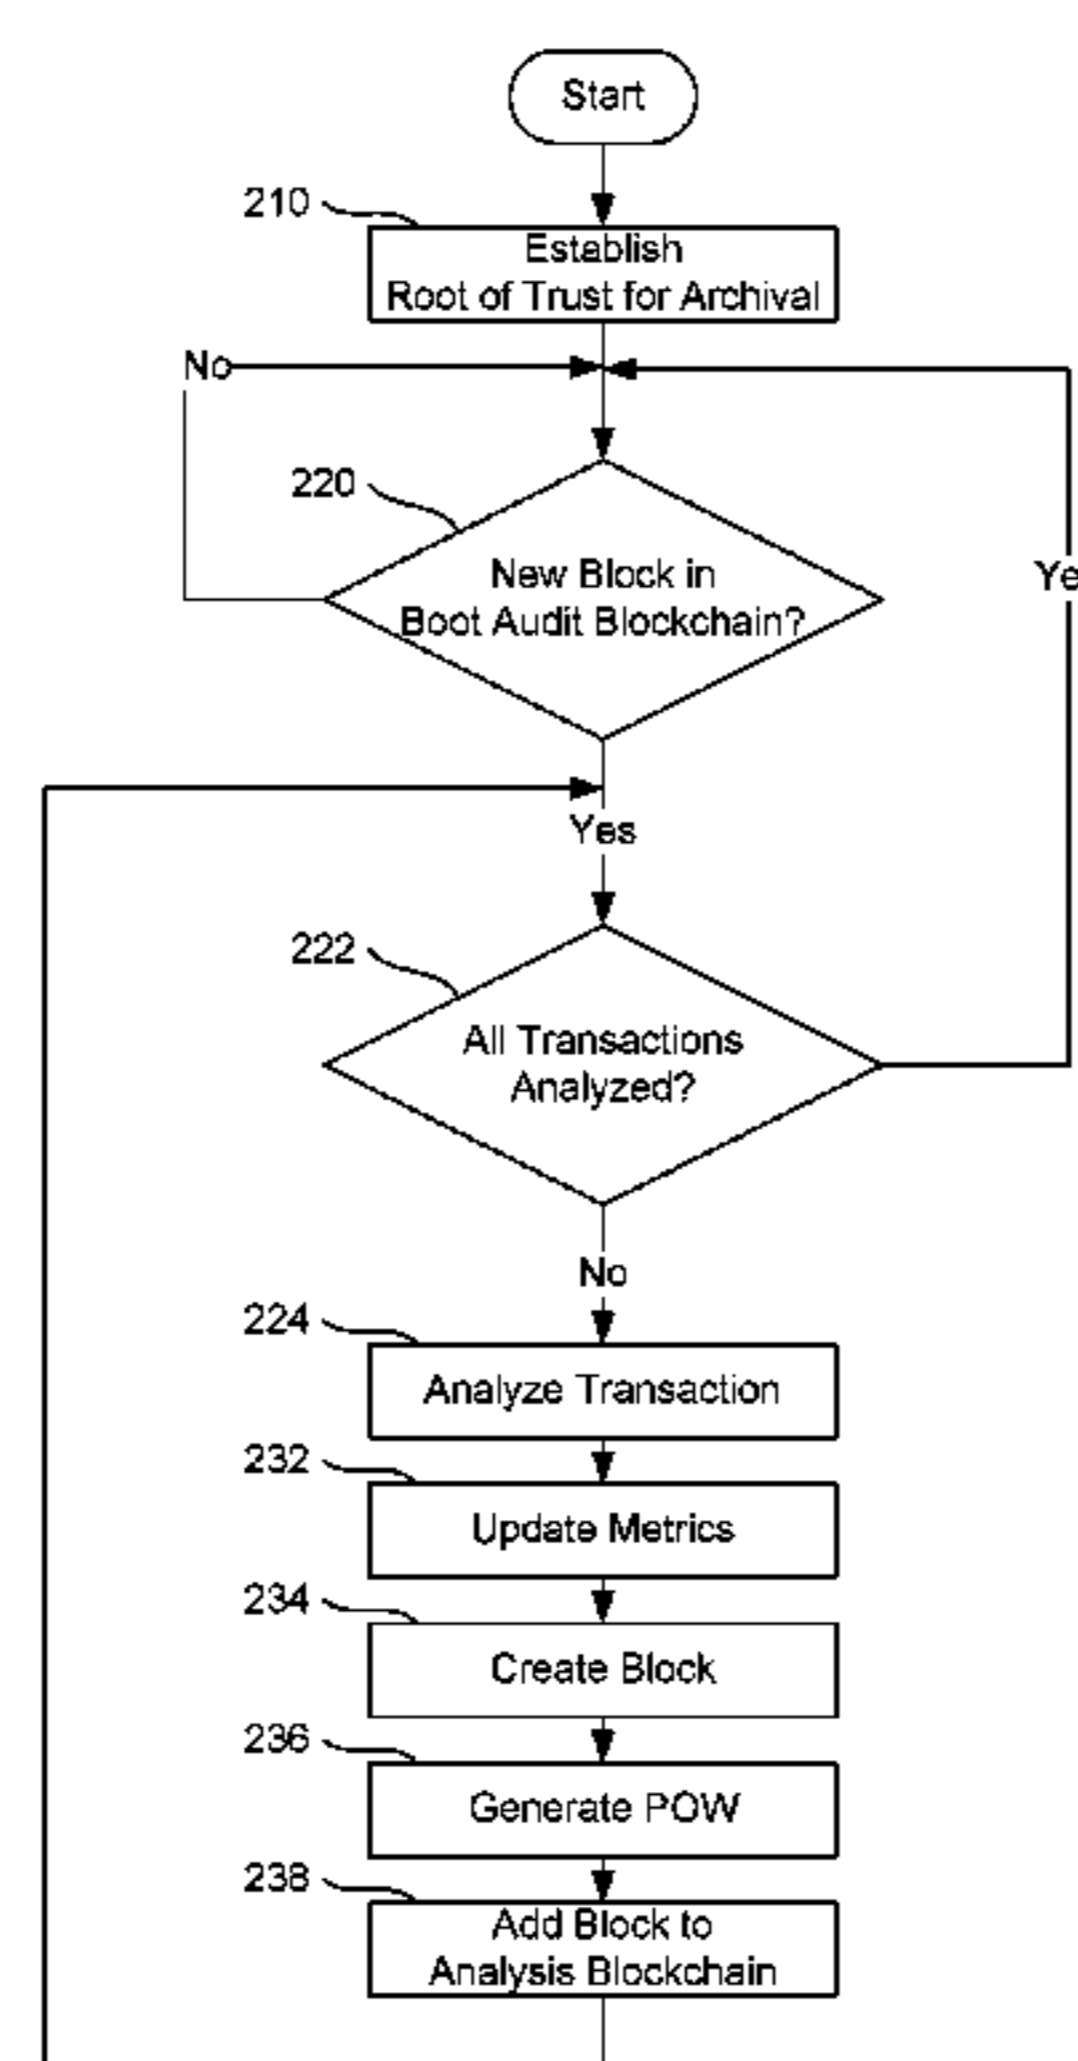 Start
210
Establish
Root of Trust for Archival
No
220
New Block in
Boot Audit Blockchain?
Ye
Yes
222
All Transactions
Analyzed?
No
224
Analyze Transaction
232
Update Metrics
234
Create Block
236
Generate POW
238
Add Block to
Analysis Blockchain